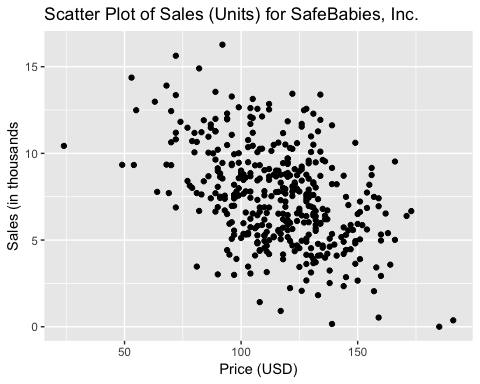 Scatter Plot of Sales (Units) for SafeBabies, Inc.
15
10
5
0
Sales (in thousands
50 100 150
Price (USD)